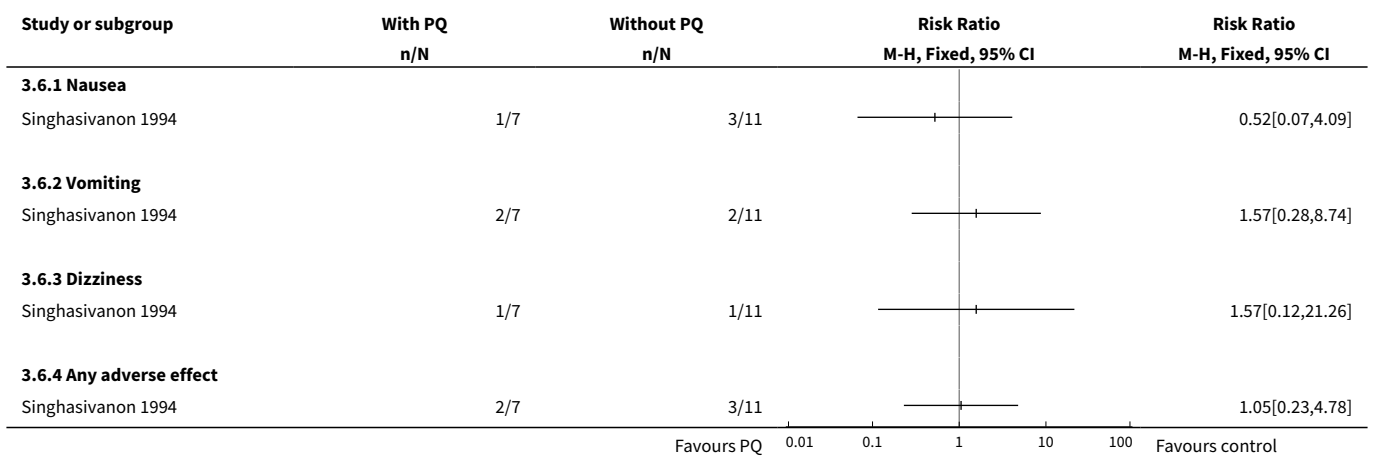 Study or subgroup With PQ Without PQ Risk Ratio Risk Ratio
n/N n/N M-H, Fixed, 95% CI M-H, Fixed, 95% CI
3.6.1 Nausea
Singhasivanon 1994 1/7 3/11 0.52[0.07,4.09]
3.6.2 Vomiting
Singhasivanon 1994 2/7 2/11 1.57[0.28,8.74]
3.6.3 Dizziness
Singhasivanon 1994 1/7 1/11 1.57[0.12,21.26]
3.6.4 Any adverse effect
Singhasivanon 1994 2/7 3/11 1.05[0.23,4.78]
Favours PQ 0.01 0.1 1 10 100 Favours control